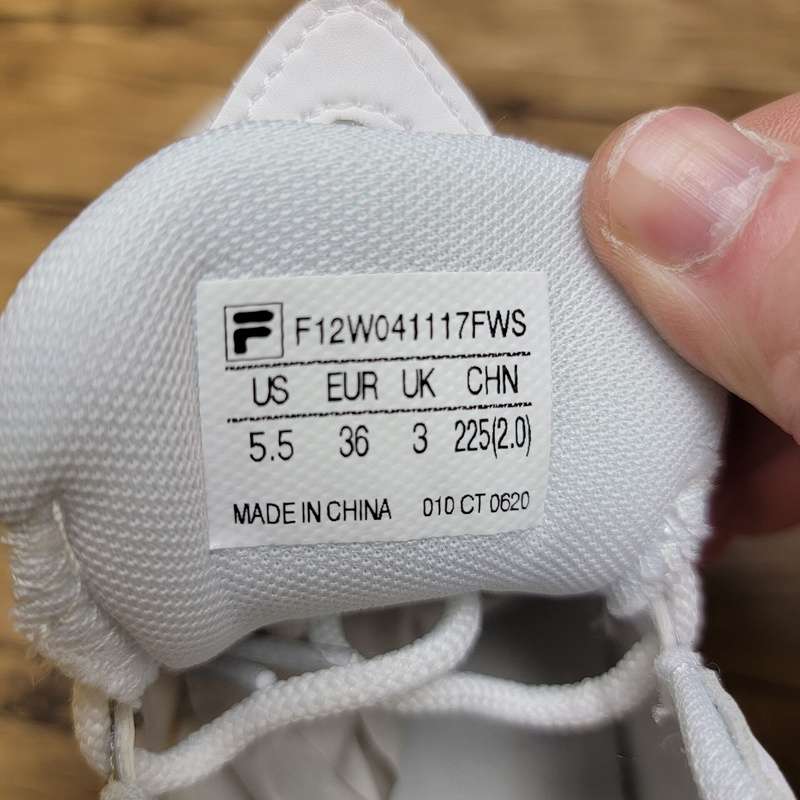 F F12W041117FWS
US EUR UK CHN
5.5 36 3 225(2.0)
MADE IN CHINA 010 CT 0620